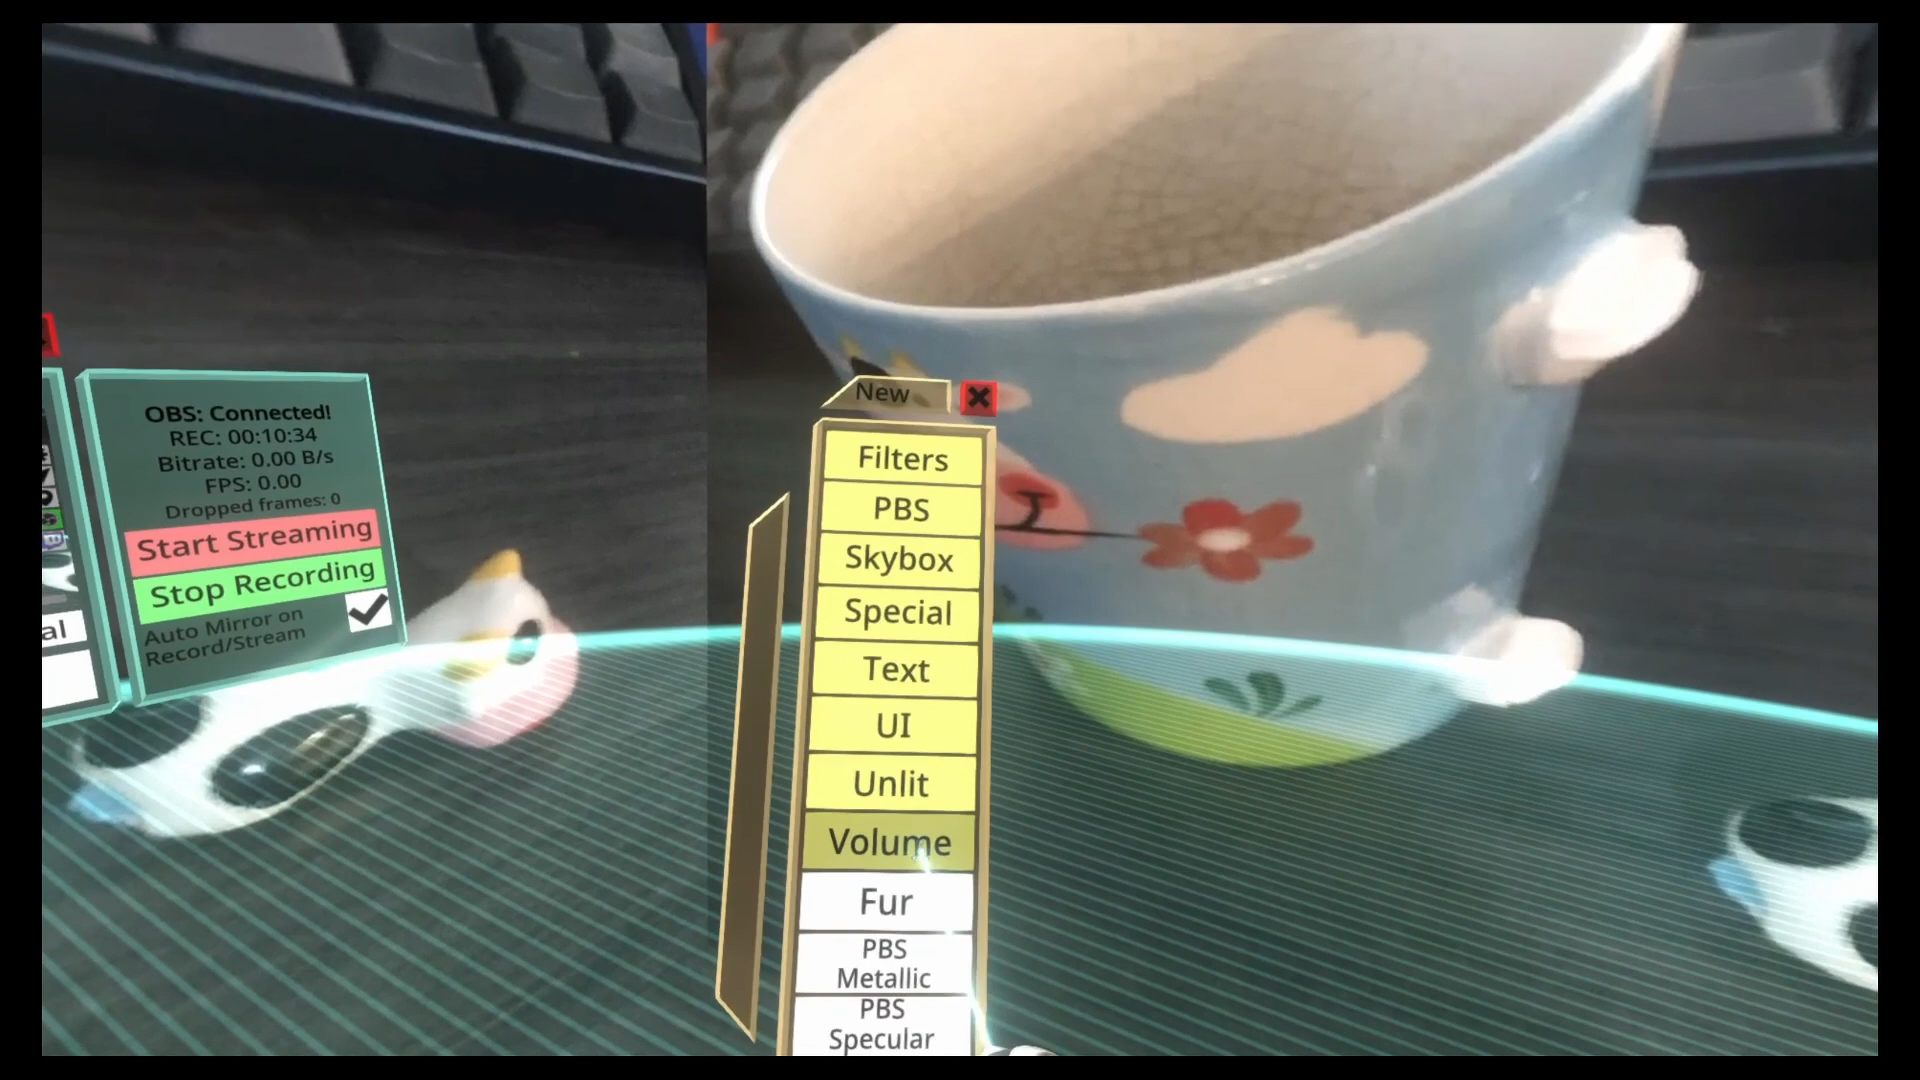 OBS: Connected!
REC: 00:10:34
Bitrate: 0.00 B/s
FPS: 0.00
Dropped frames: 0
Start Streaming
Stop Recording
Auto Mirror on
Record/Stream
al
New
Filters
PBS
Skybox
Special
Text
UI
Unlit
Volume
Fur
PBS
Metallic
PBS
Specular